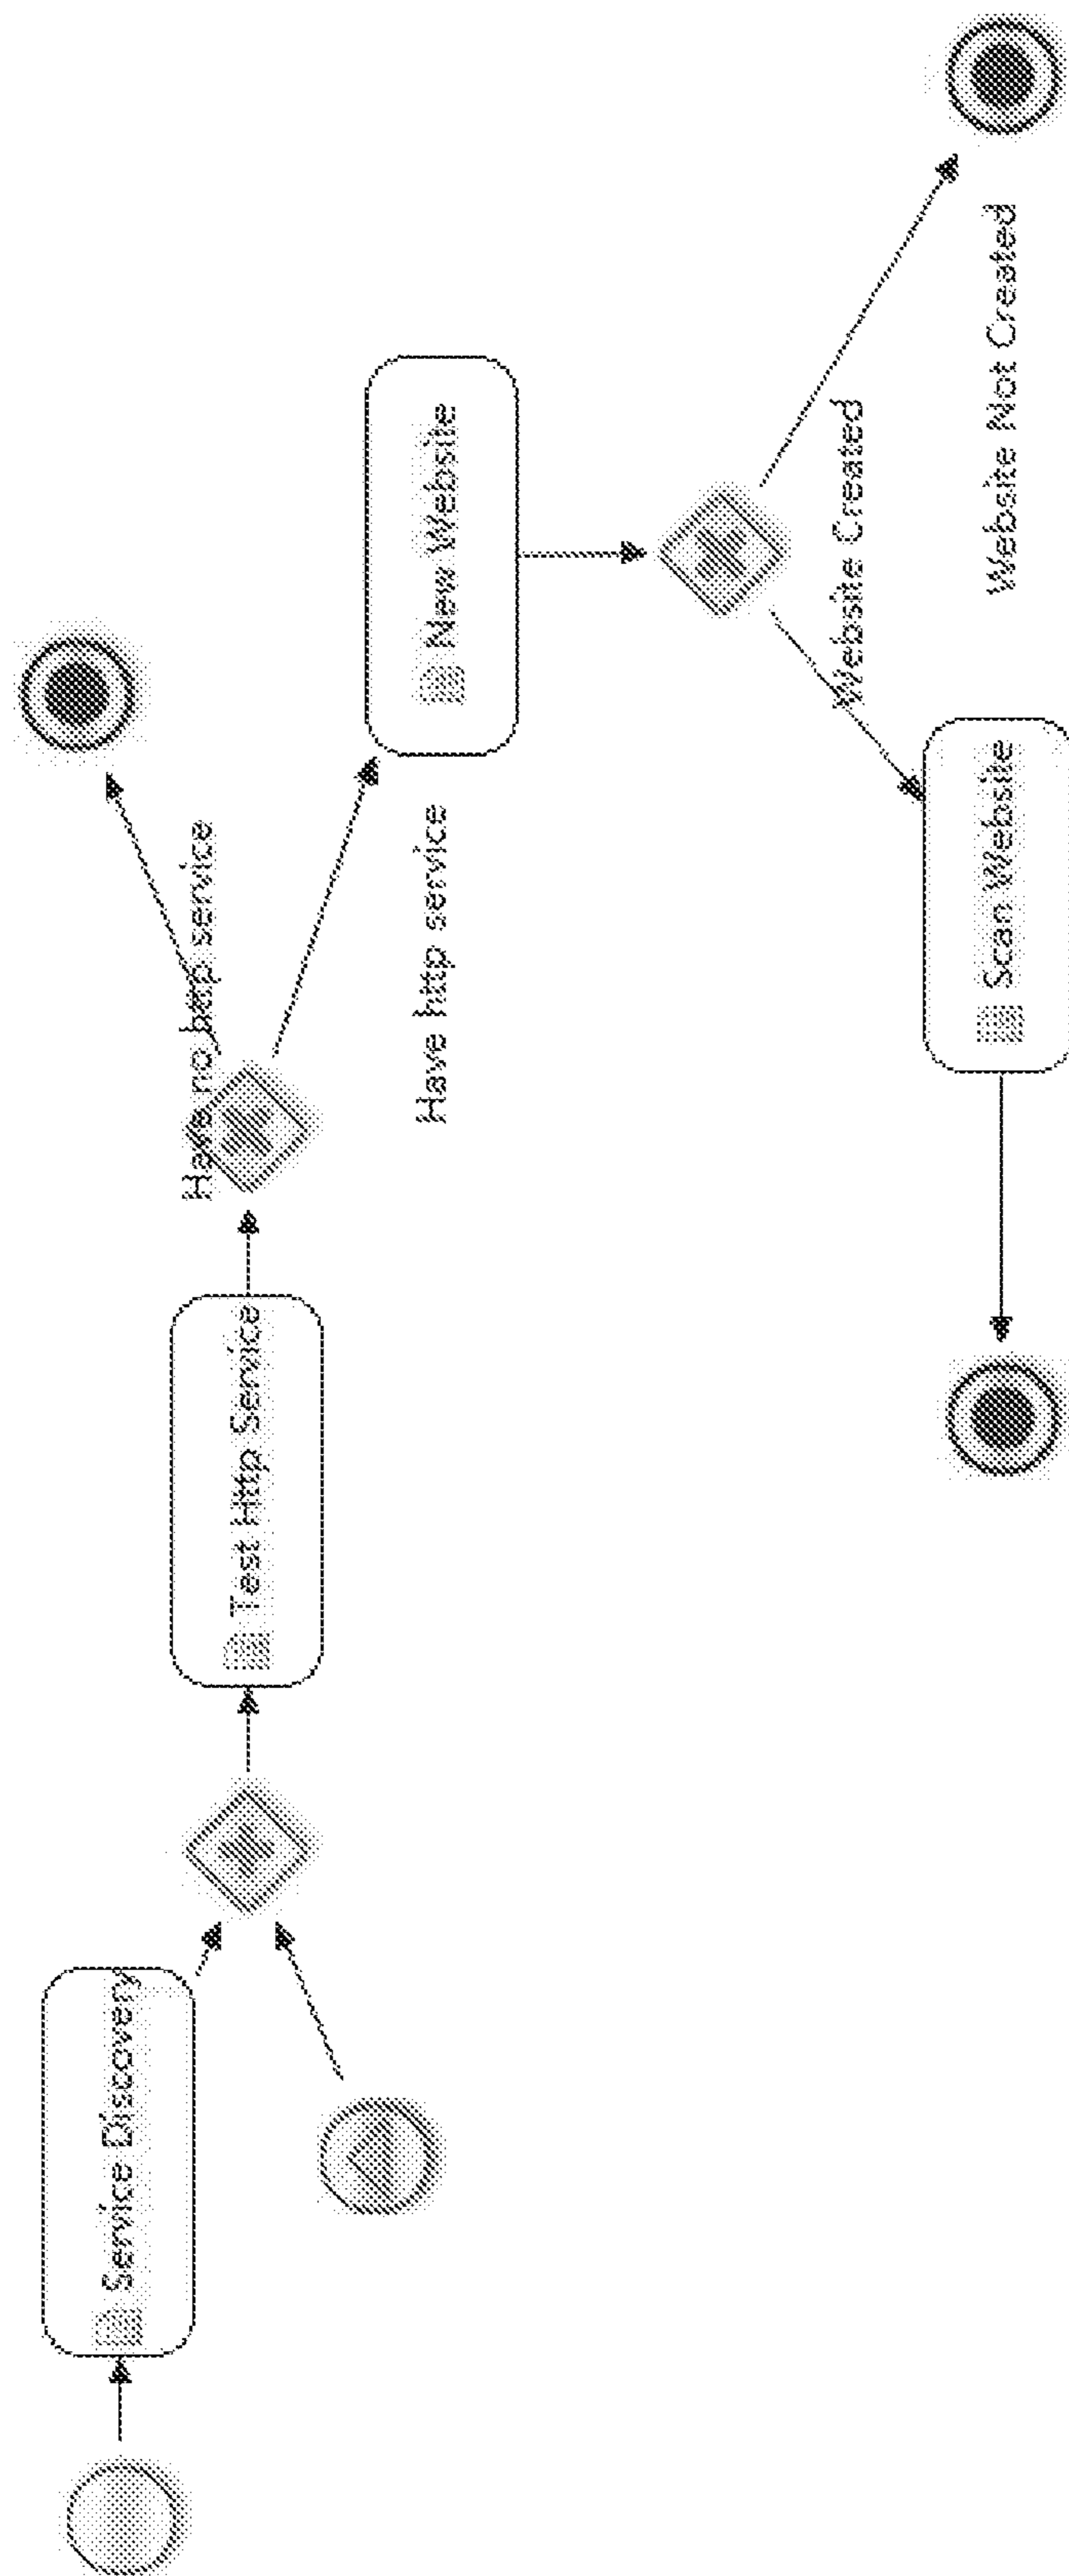 Service Discovery
Test Http Service
Have no http service
Have http service
New Website
Website Created
Website Not Created
Scan Website